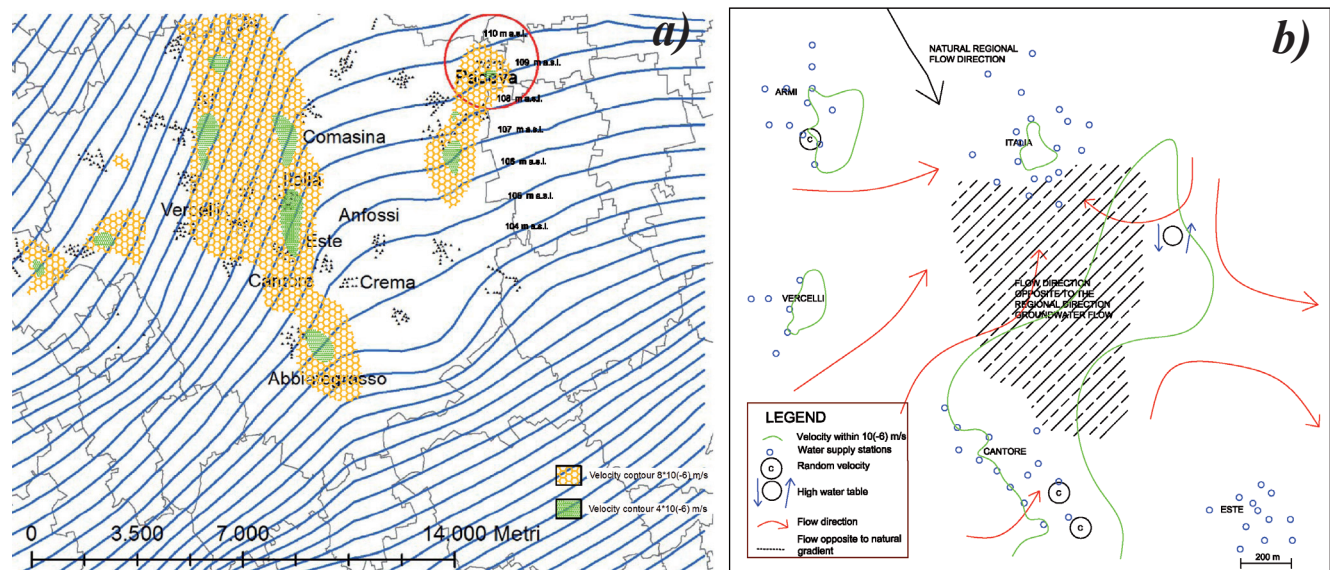 a)
110 m a.s.l.
109 m a.s.l.
Padova
108 m a.s.l.
107 m a.s.l.
Comasina
105 m a.s.l.
Italia
106 m a.s.l.
Vercelli
Anfossi
104 m a.s.l.
Este
Cantore
Crema
Abbiategrasso
Velocity contour 8*10(-6) m/s
Velocity contour 4*10(-6) m/s
0 3.500 7.000 14.000 Metri
b)
NATURAL REGIONAL
FLOW DIRECTION
ARMI
C
ITALIA
VERCELLI
FLOW DIRECTION
OPPOSITE TO THE
REGIONAL DIRECTION
GROUNDWATER FLOW
LEGEND
Velocity within 10(-6) m/s
Water supply stations
C
Random velocity
High water table
Flow direction
Flow opposite to natural
gradient
CANTORE
C
C
ESTE
200 m